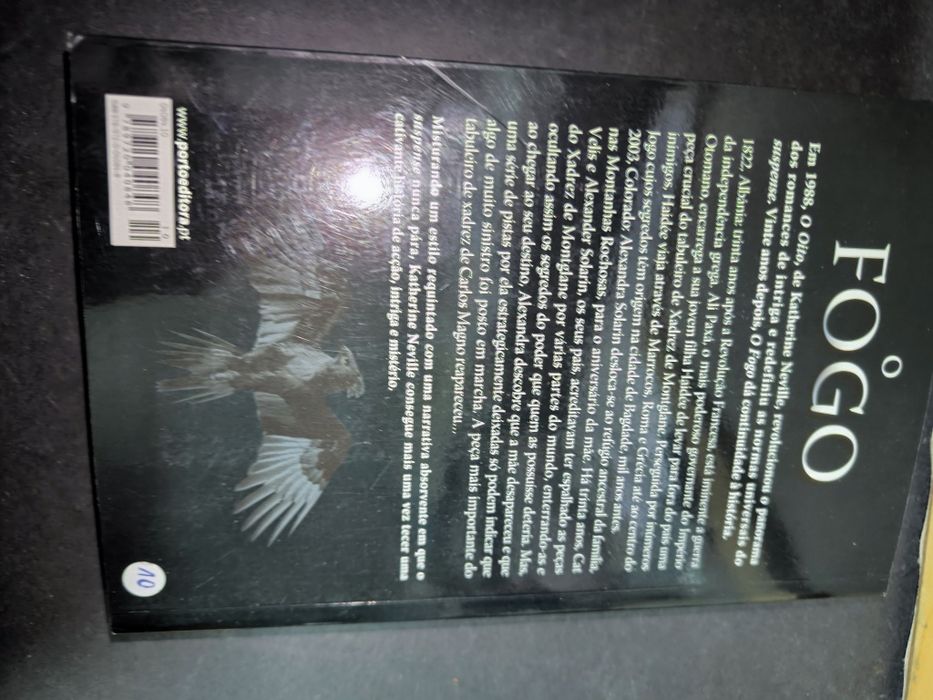 O
FOGO
Em 1988, O Oito, de Katherine Neville, revolucionou o panorama
dos romances de intriga e redefiniu as normas universais do
suspense. Vinte anos depois, O Fogo dá continuidade à história.
1822, Albânia: trinta anos após a Revolução Francesa, está iminente a guerra
da independência grega. Ali Paxá, o mais poderoso governante do Império
Otomano, encarrega a sua jovem filha Haidée de levar para fora do país uma
peça crucial do tabuleiro de Xadrez de Montglane. Perseguida por inúmeros
inimigos, Haidée viaja através de Marrocos, Roma e Grécia até ao centro do
Jogo cujos segredos têm origem na cidade de Bagdade, mil anos antes.
2003, Colorado: Alexandra Solarin desloca-se ao refúgio ancestral da família,
nas Montanhas Rochosas, para o aniversário da mãe. Há trinta anos, Cat
Velis e Alexander Solarin, os seus pais, acreditavam ter espalhado as peças
do Xadrez de Montglane por várias partes do mundo, enterrando-as e
ocultando assim os segredos do poder que quem as possuísse deteria. Mas,
ao chegar ao seu destino, Alexandra descobre que a mãe desapareceu e que
uma série de pistas por ela estrategicamente deixadas só podem indicar que
algo de muito sinistro foi posto em marcha. A peça mais importante do
tabuleiro de xadrez de Carlos Magno reapareceu...
Misturando um estilo requintado com uma narrativa absorvente em que o
suspense nunca pára, Katherine Neville consegue mais uma vez tecer uma
cativante história de acção, intriga e mistério.
www.portoeditora.pt
10